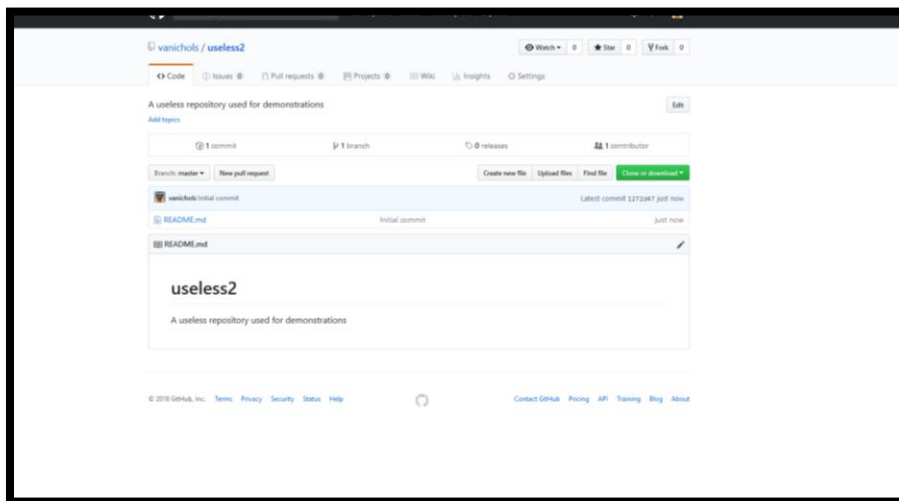 vanichols / useless2
Watch 0 Star 0 Fork 0
Code Issues 0 Pull requests 0 Projects 0 Wiki Insights Settings
A useless repository used for demonstrations Edit
Add topics
1 commit 1 branch 0 releases 1 contributor
Branch: master New pull request Create new file Upload files Find file Clone or download
vanichols Initial commit Latest commit 1272d47 just now
README.md Initial commit just now
README.md
useless2
A useless repository used for demonstrations
© 2018 GitHub, Inc. Terms Privacy Security Status Help Contact GitHub Pricing API Training Blog About